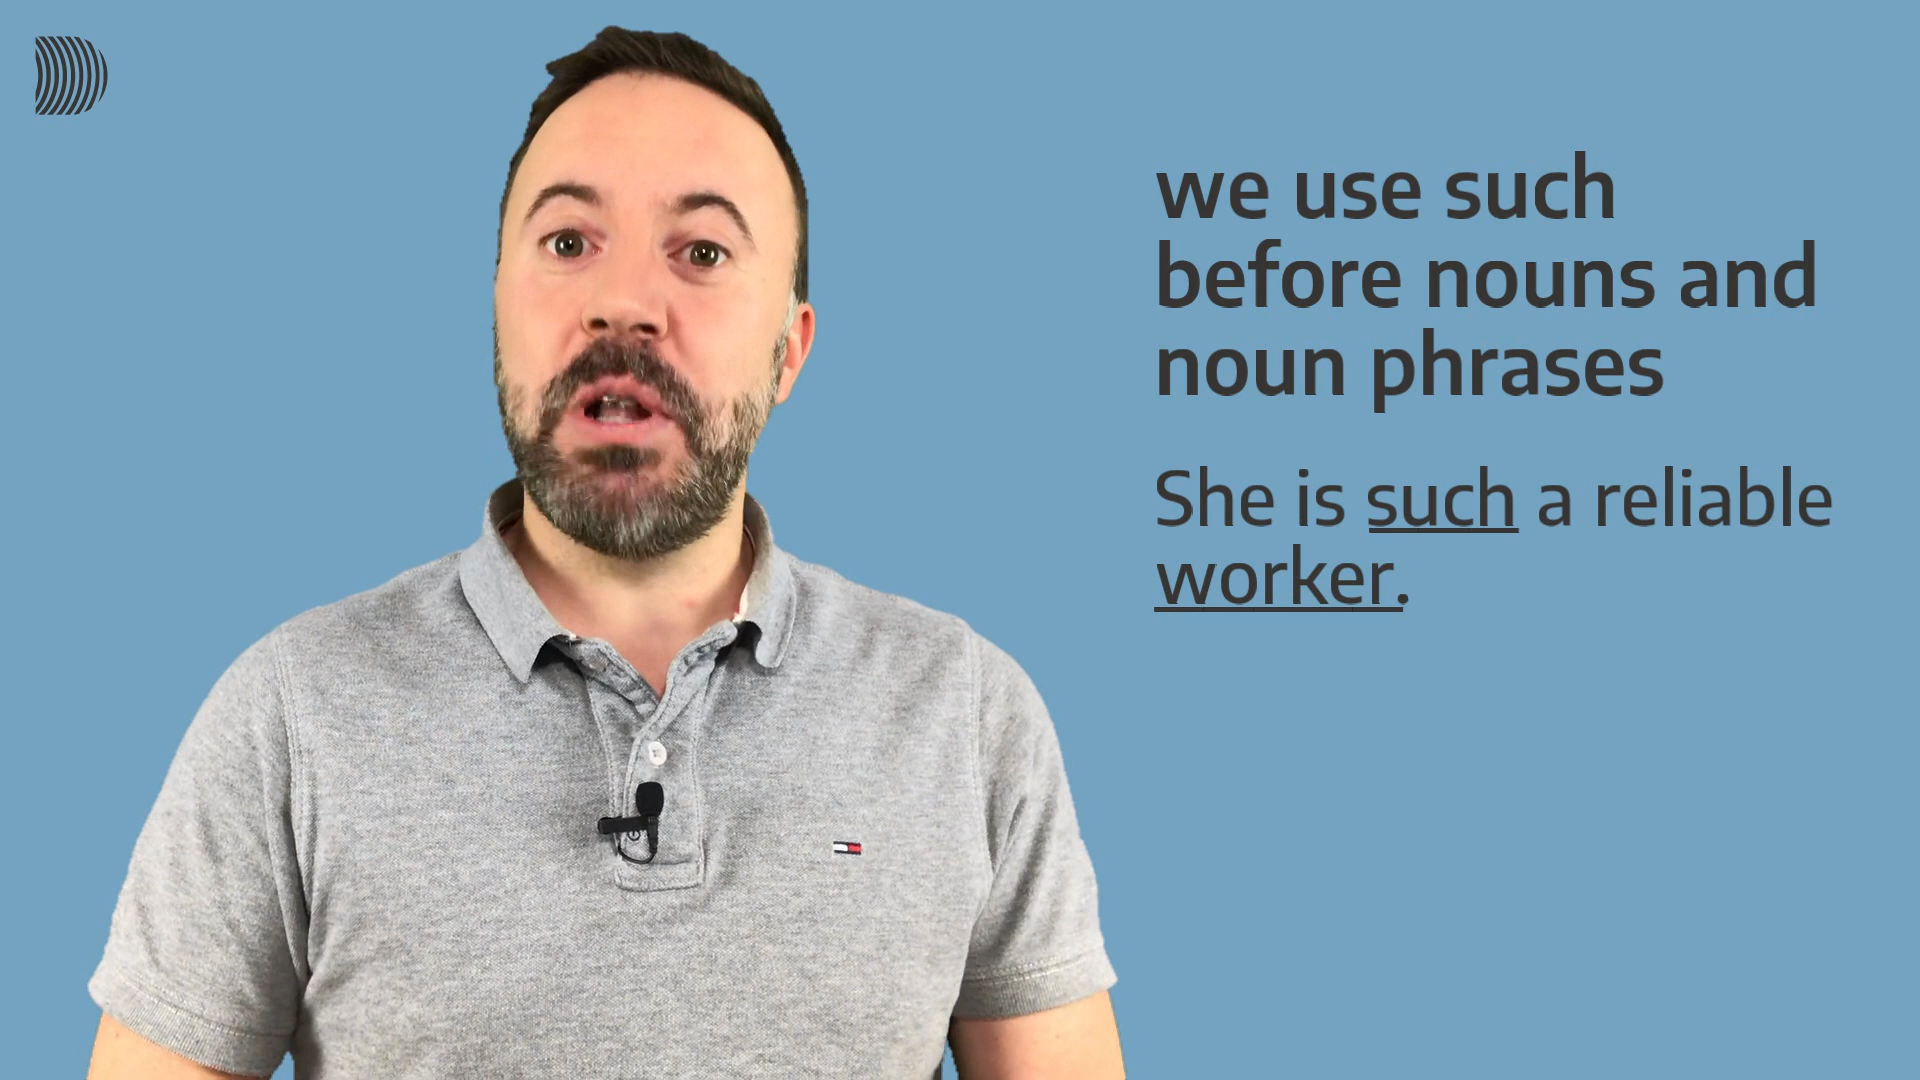 we use such
before nouns and
noun phrases
She is such a reliable
worker.